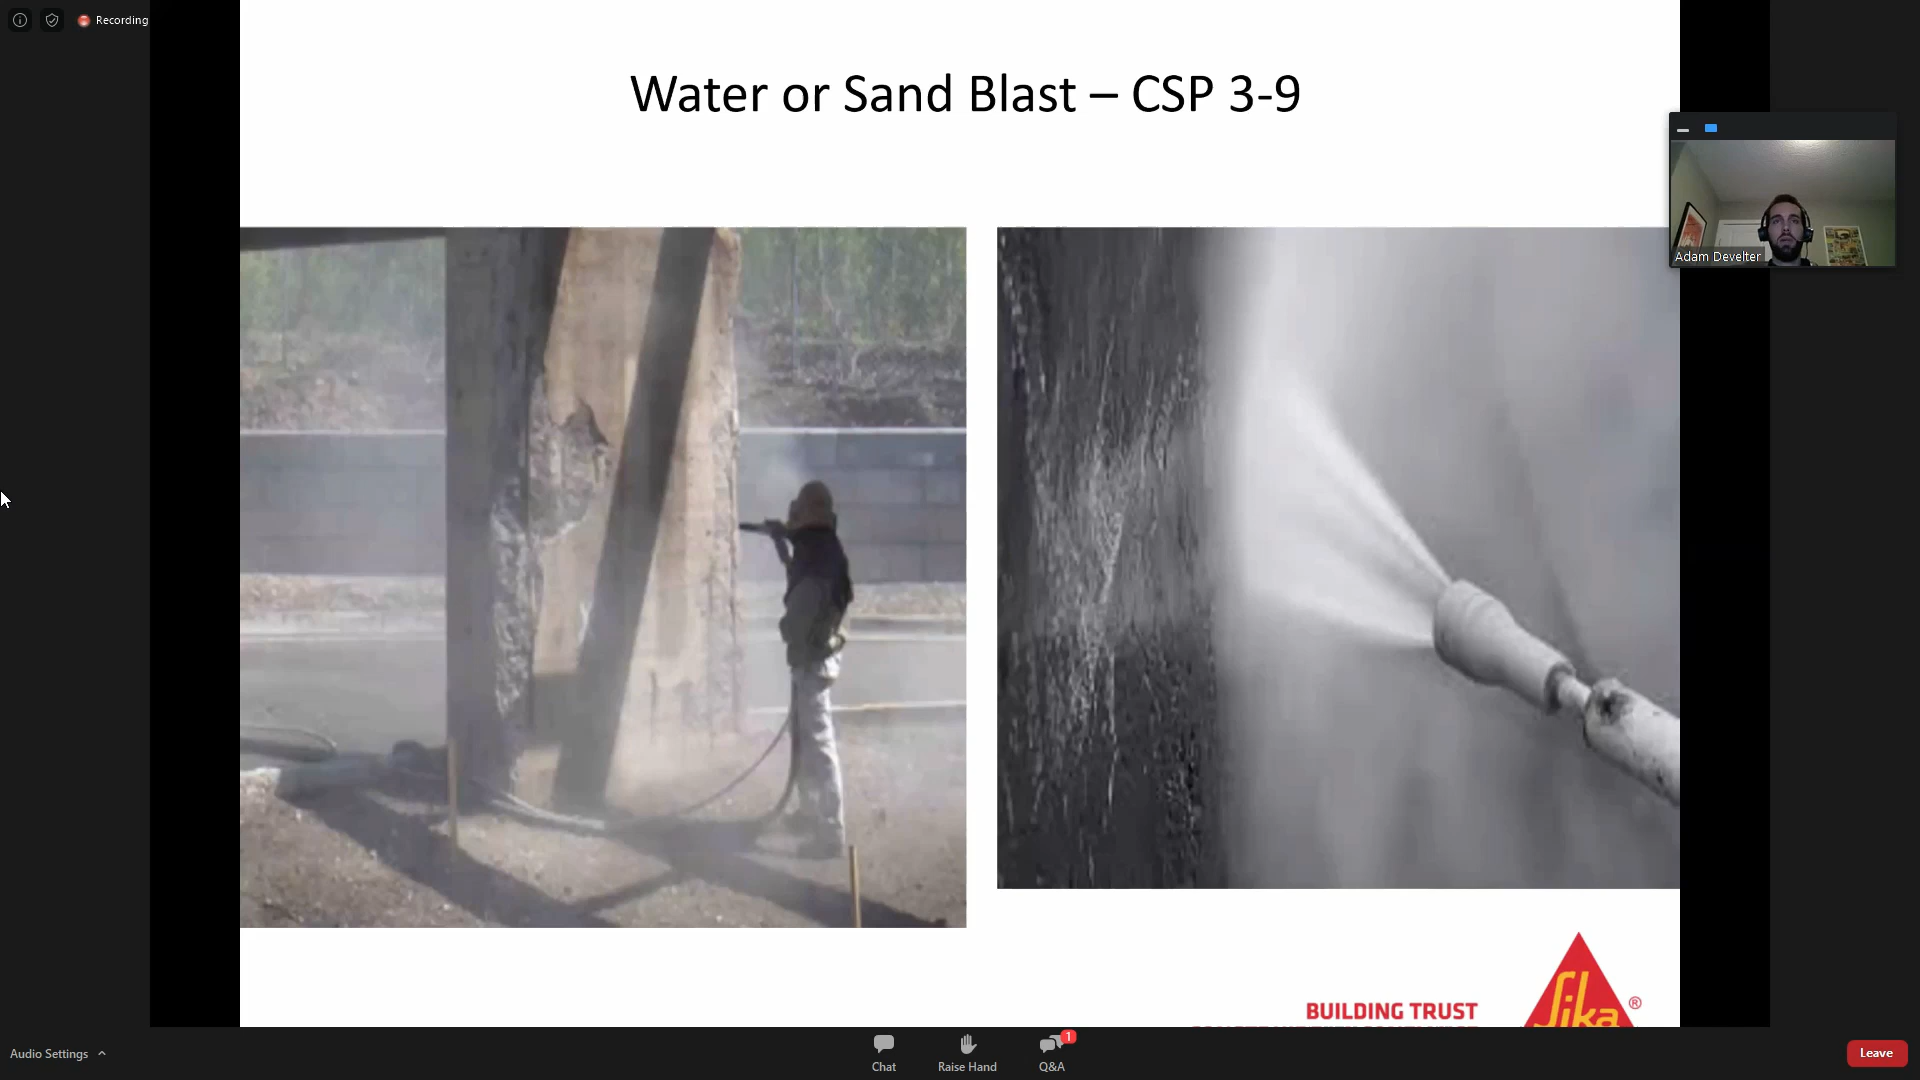 Recording
Water or Sand Blast – CSP 3-9
Adam Develter
BUILDING TRUST
Sika
®
Audio Settings
Chat
Raise Hand
1
Q&A
Leave